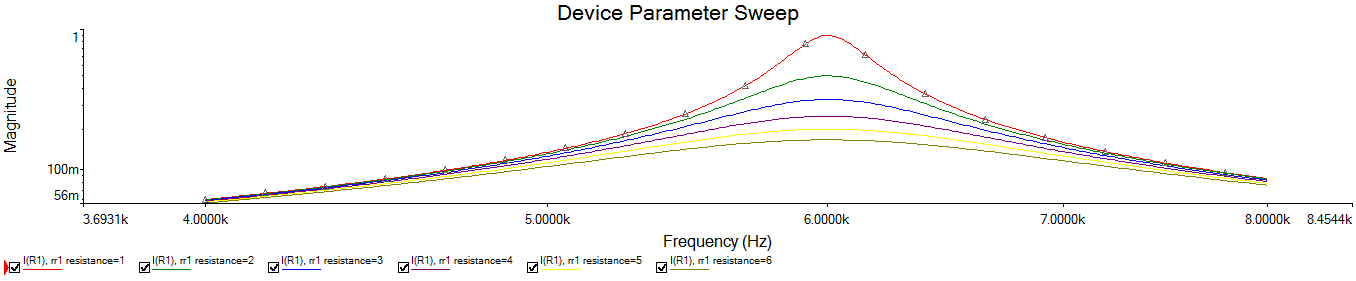 Device Parameter Sweep
1
Magnitude
100m
56m
3.6931k 4.0000k 5.0000k 6.0000k 7.0000k 8.0000k 8.4544k
Frequency (Hz)
I(R1), rr1 resistance=1 I(R1), rr1 resistance=2 I(R1), rr1 resistance=3 I(R1), rr1 resistance=4 I(R1), rr1 resistance=5 I(R1), rr1 resistance=6